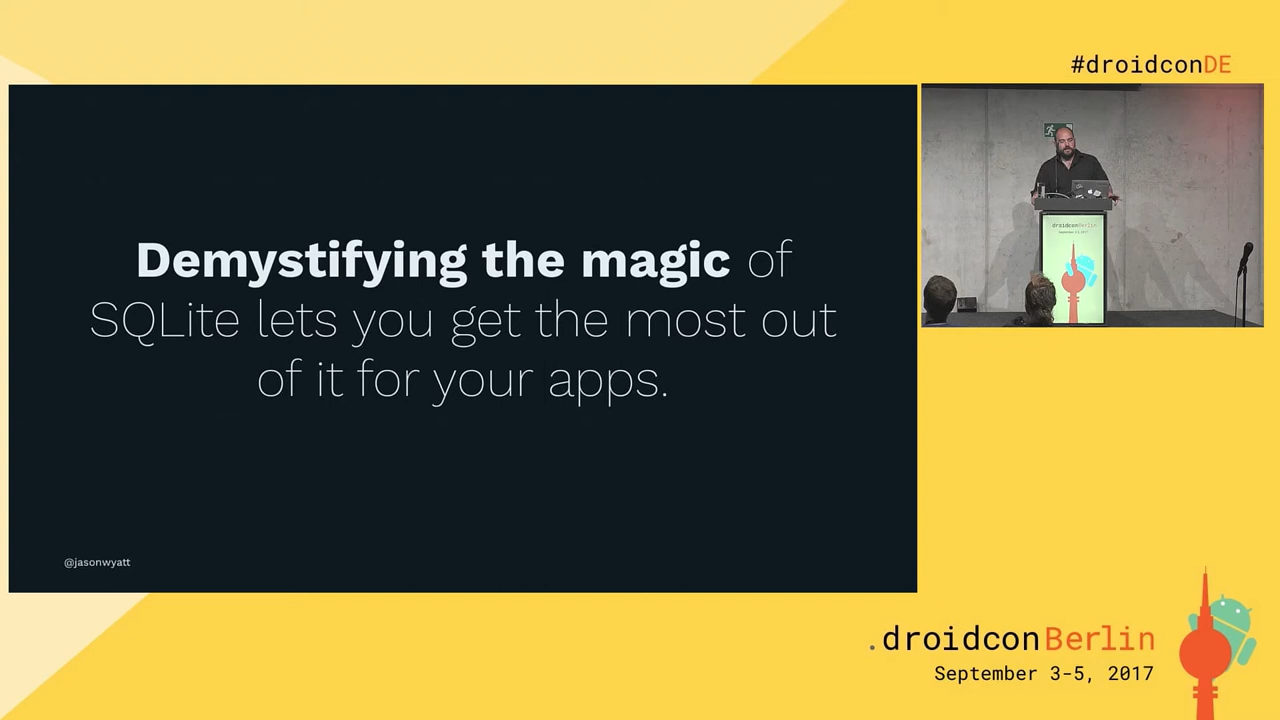 #droidconDE
Demystifying the magic of
SQLite lets you get the most out
of it for your apps.
@jasonwyatt
droidconBerlin
.droidconBerlin
September 3-5, 2017